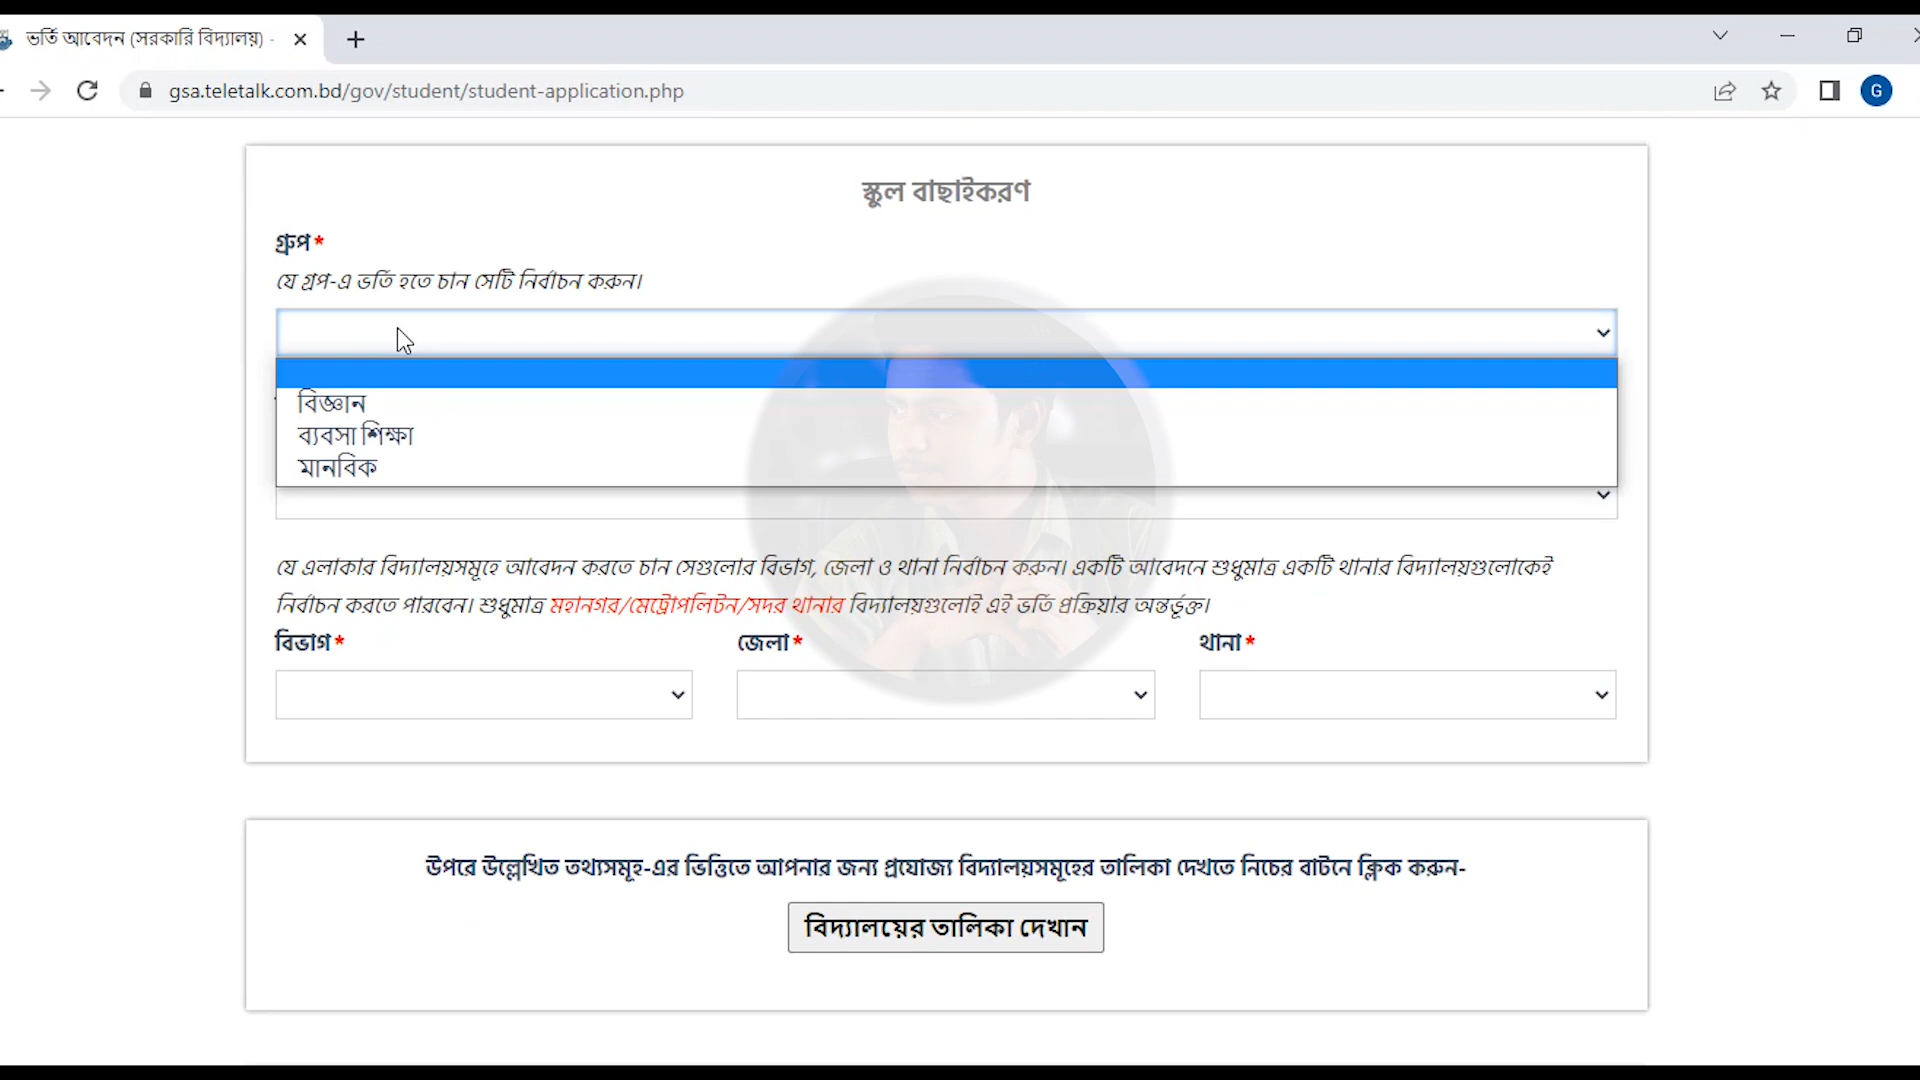 ভর্তি আবেদন (সরকারি বিদ্যালয়) -
gsa.teletalk.com.bd/gov/student/student-application.php
G
স্কুল বাছাইকরণ
গ্রুপ *
যে গ্রপ-এ ভর্তি হতে চান সেটি নির্বাচন করুন।
বিজ্ঞান
ব্যবসা শিক্ষা
মানবিক
যে এলাকার বিদ্যালয়সমূহে আবেদন করতে চান সেগুলোর বিভাগ, জেলা ও থানা নির্বাচন করুন। একটি আবেদনে শুধুমাত্র একটি থানার বিদ্যালয়গুলোকেই
নির্বাচন করতে পারবেন। শুধুমাত্র মহানগর/মেট্রোপলিটন/সদর থানার বিদ্যালয়গুলোই এই ভর্তি প্রক্রিয়ার অন্তর্ভূক্ত।
বিভাগ * জেলা * থানা *
উপরে উল্লেখিত তথ্যসমূহ-এর ভিত্তিতে আপনার জন্য প্রযোজ্য বিদ্যালয়সমূহের তালিকা দেখতে নিচের বাটনে ক্লিক করুন-
বিদ্যালয়ের তালিকা দেখান